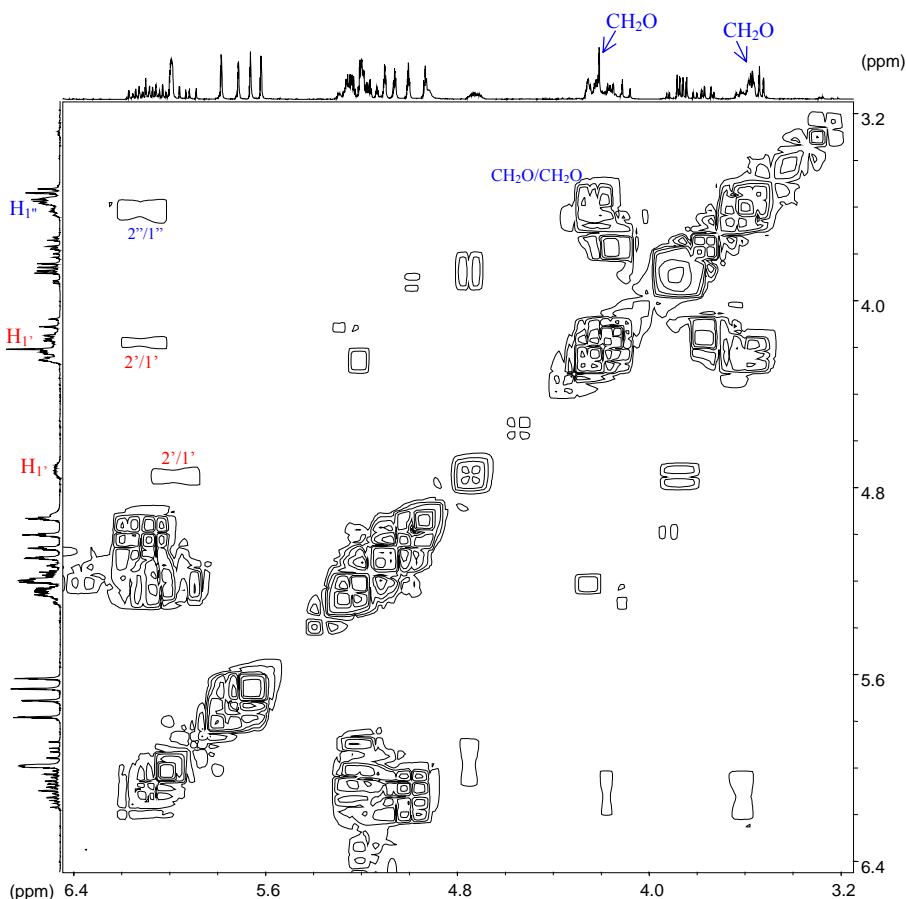 CH₂O
CH₂O
(ppm)
3.2
CH₂O/CH₂O
H₁”
2”/1”
4.0
H₁’
2’/1’
2’/1’
H₁’
4.8
5.6
6.4
(ppm) 6.4 5.6 4.8 4.0 3.2